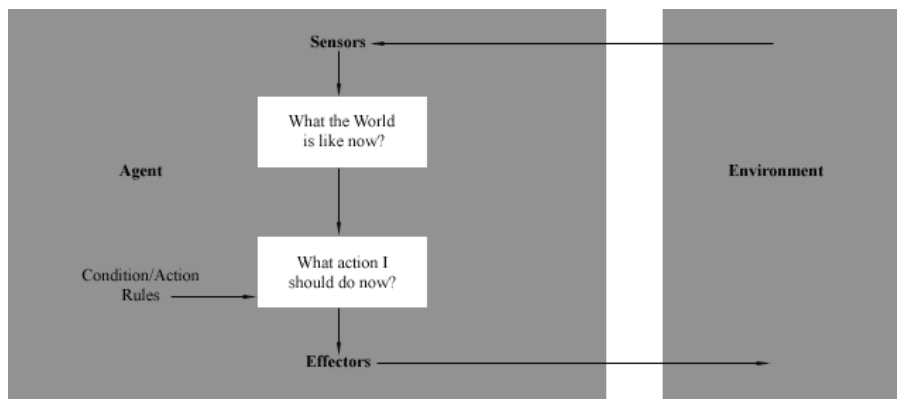 Sensors
What the World
is like now?
Agent
Environment
What action I
should do now?
Condition/Action
Rules
Effectors